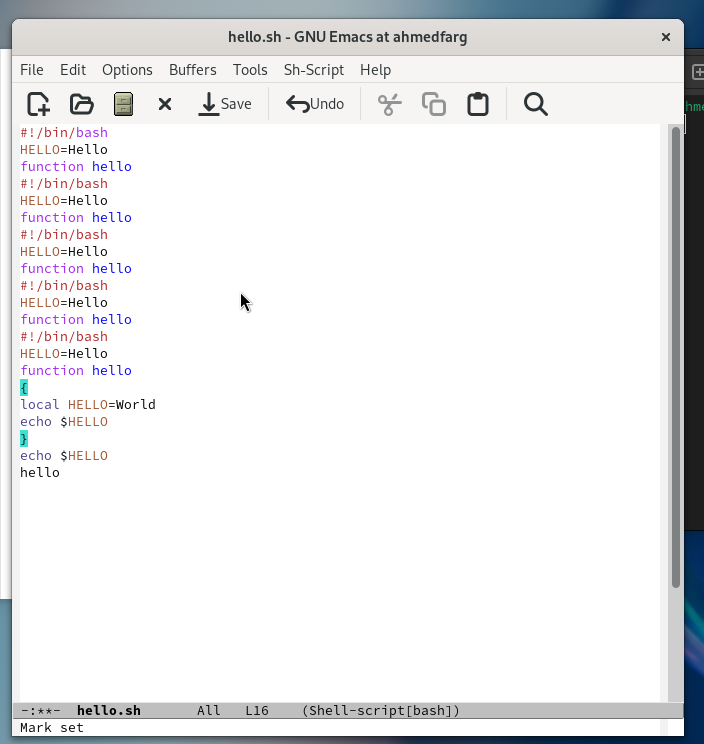 hello.sh - GNU Emacs at ahmedfarg
File Edit Options Buffers Tools Sh-Script Help
Save Undo
#!/bin/bash
HELLO=Hello
function hello
#!/bin/bash
HELLO=Hello
function hello
#!/bin/bash
HELLO=Hello
function hello
#!/bin/bash
HELLO=Hello
function hello
#!/bin/bash
HELLO=Hello
function hello
{
local HELLO=World
echo $HELLO
}
echo $HELLO
hello
-:**- hello.sh All L16 (Shell-script[bash])
Mark set